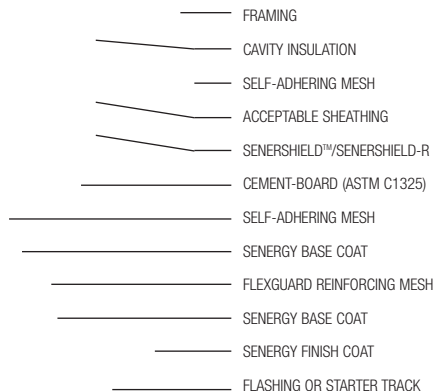 FRAMING
CAVITY INSULATION
SELF-ADHERING MESH
ACCEPTABLE SHEATHING
SENERSHIELD™/SENERSHIELD-R
CEMENT-BOARD (ASTM C1325)
SELF-ADHERING MESH
SENERGY BASE COAT
FLEXGUARD REINFORCING MESH
SENERGY BASE COAT
SENERGY FINISH COAT
FLASHING OR STARTER TRACK